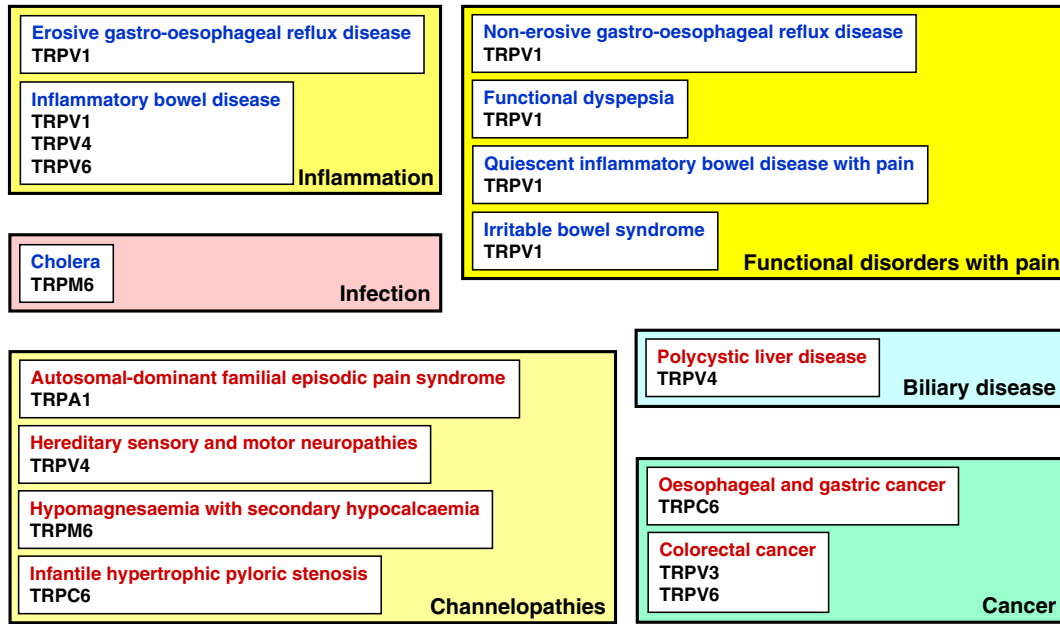 Erosive gastro-oesophageal reflux disease
TRPV1
Inflammatory bowel disease
TRPV1
TRPV4
TRPV6
Inflammation
Non-erosive gastro-oesophageal reflux disease
TRPV1
Functional dyspepsia
TRPV1
Quiescent inflammatory bowel disease with pain
TRPV1
Irritable bowel syndrome
TRPV1
Functional disorders with pain
Cholera
TRPM6
Infection
Autosomal-dominant familial episodic pain syndrome
TRPA1
Hereditary sensory and motor neuropathies
TRPV4
Hypomagnesaemia with secondary hypocalcaemia
TRPM6
Infantile hypertrophic pyloric stenosis
TRPC6
Channelopathies
Polycystic liver disease
TRPV4
Biliary disease
Oesophageal and gastric cancer
TRPC6
Colorectal cancer
TRPV3
TRPV6
Cancer